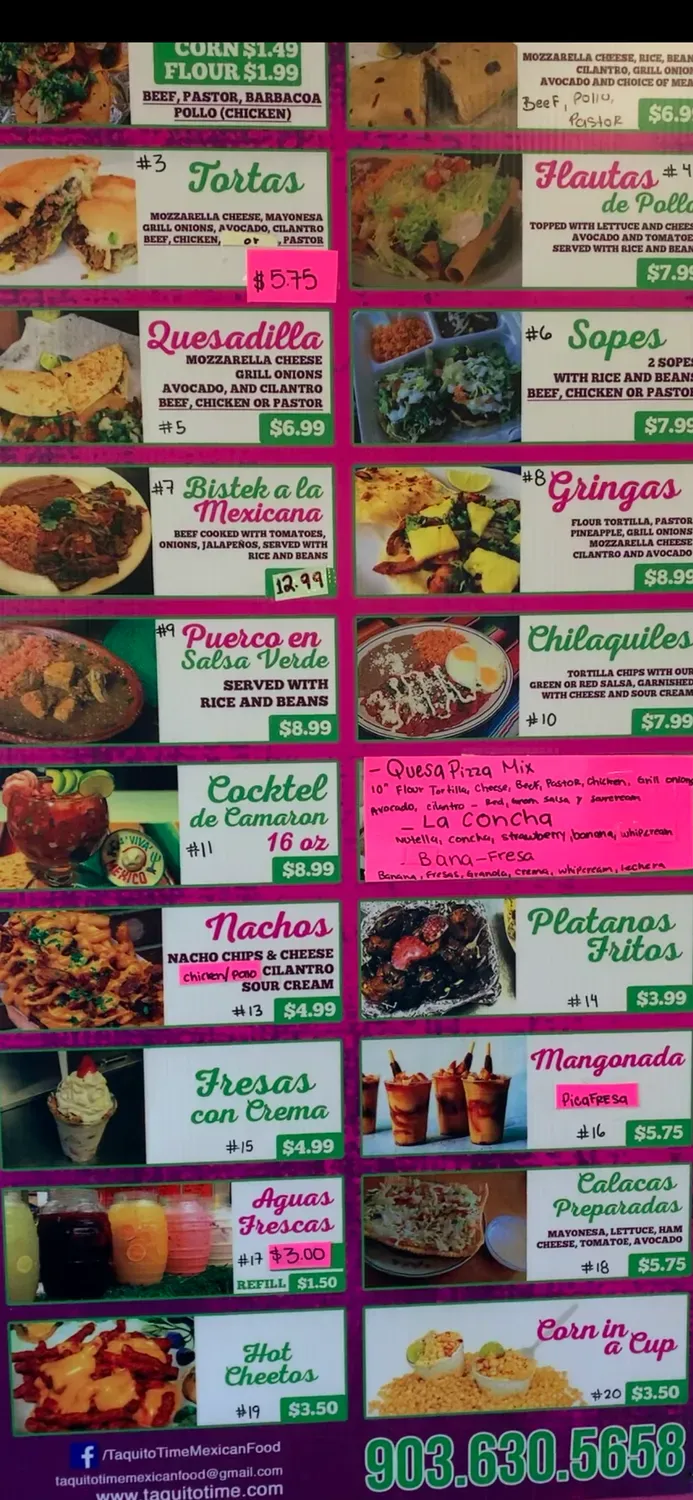 CORN $1.49
FLOUR $1.99
BEEF, PASTOR, BARBACOA
POLLO (CHICKEN)
MOZZARELLA CHEESE, RICE, BEAN
CILANTRO, GRILL ONION
AVOCADO AND CHOICE OF MEA
Beef, Pollo,
Pastor
$6.9
#3
Tortas
MOZZARELLA CHEESE, MAYONESA
GRILL ONIONS, AVOCADO, CILANTRO
BEEF, CHICKEN, or PASTOR
$5.75
Flautas #4
de Pollo
TOPPED WITH LETTUCE AND CHEES
AVOCADO AND TOMATOE
SERVED WITH RICE AND BEAN
$7.99
Quesadilla
MOZZARELLA CHEESE
GRILL ONIONS
AVOCADO, AND CILANTRO
BEEF, CHICKEN OR PASTOR
#5
$6.99
#6 Sopes
2 SOPES
WITH RICE AND BEANS
BEEF, CHICKEN OR PASTOR
$7.99
#7 Bistek a la
Mexicana
BEEF COOKED WITH TOMATOES,
ONIONS, JALAPEÑOS, SERVED WITH
RICE AND BEANS
12.99
#8 Gringas
FLOUR TORTILLA, PASTOR
PINEAPPLE, GRILL ONIONS
MOZZARELLA CHEESE
CILANTRO AND AVOCADO
$8.99
#9 Puerco en
Salsa Verde
SERVED WITH
RICE AND BEANS
$8.99
Chilaquiles
TORTILLA CHIPS WITH OUR
GREEN OR RED SALSA, GARNISHED
WITH CHEESE AND SOUR CREAM
#10
$7.99
Cocktel
de Camaron
#11 16 oz
$8.99
VIVA
MEXICO
- Quesa Pizza Mix
10" Flour Tortilla, Cheese, Beef, Pastor, Chicken, Grill onions
Avocado, cilantro - Red, Green Salsa y Sourcream
- La Concha
Nutella, concha, strawberry, banana, whipcream
Bana-Fresa
Banana, Fresas, Granola, crema, whipcream, lechera
Nachos
NACHO CHIPS & CHEESE
chicken/ CILANTRO
SOUR CREAM
#13 $4.99
Platanos
Fritos
#14 $3.99
Fresas
con Crema
#15 $4.99
Mangonada
PicaFRESA
#16 $5.75
Aguas
Frescas
#17 $3.00
REFILL $1.50
Calacas
Preparadas
MAYONESA, LETTUCE, HAM
CHEESE, TOMATOE, AVOCADO
#18 $5.75
Hot
Cheetos
#19 $3.50
Corn in
a Cup
#20 $3.50
f /TaquitoTimeMexicanFood
taquitotimemexicanfood@gmail.com
www.taquitotime.com
903.630.5658